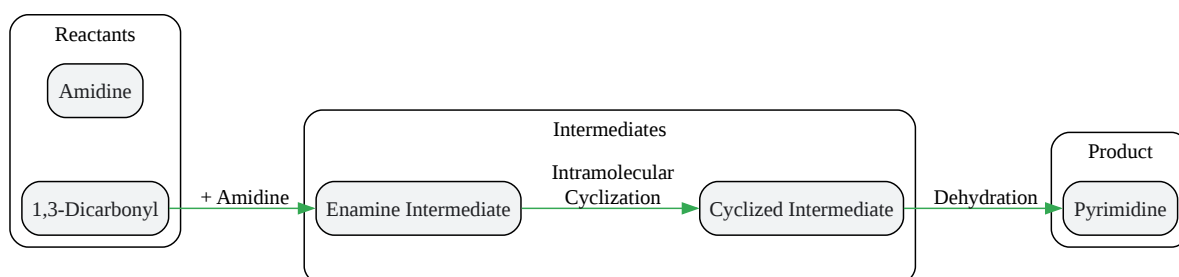 Reactants
Amidine
1,3-Dicarbonyl
+ Amidine
Intermediates
Enamine Intermediate
Intramolecular
Cyclization
Cyclized Intermediate
Dehydration
Product
Pyrimidine